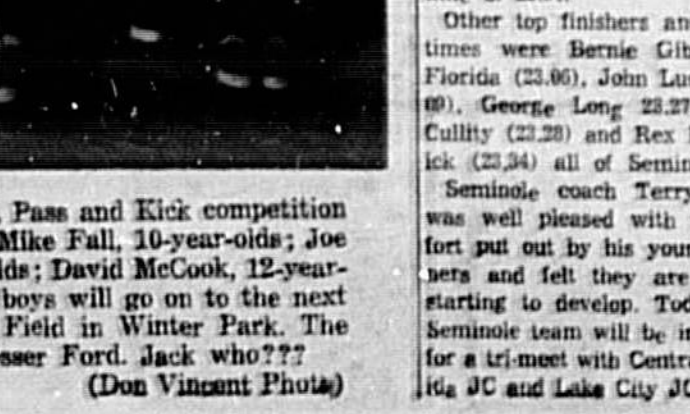 Pass and Kick competition
Mike Fall, 10-year-olds; Joe
lds; David McCook, 12-year-
boys will go on to the next
Field in Winter Park. The
sser Ford. Jack who???
(Don Vincent Photo)
Other top finishers an
times were Bernie Gib
Florida (23.06), John Lu
09), George Long 23.27
Cullity (23.28) and Rex
ick (23.34) all of Semin
Seminole coach Terry
was well pleased with
fort put out by his your
ners and felt they are
starting to develop. Tod
Seminole team will be in
for a tri-meet with Centr
ida JC and Lake City JC